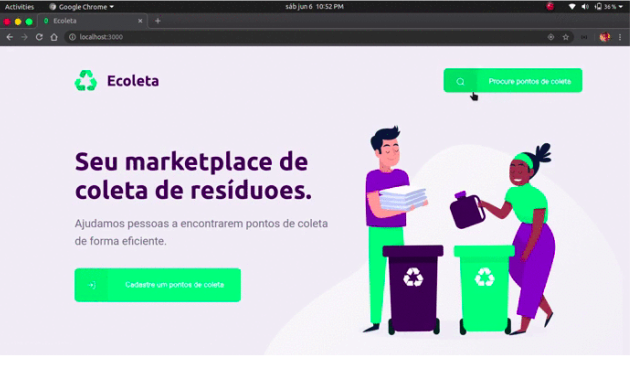 Activities
Google Chrome
sáb jun 6 10:52 PM
36%
Ecoleta
localhost:3000
Ecoleta
Procure pontos de coleta
Seu marketplace de
coleta de resíduoes.
Ajudamos pessoas a encontrarem pontos de coleta
de forma eficiente.
Cadastre um pontos de coleta